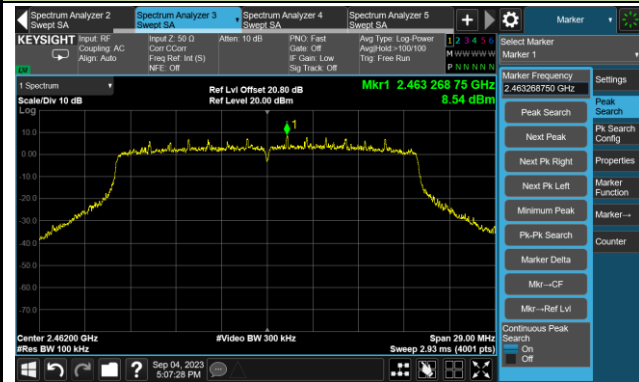 Spectrum Analyzer 2
Swept SA
Spectrum Analyzer 3
Swept SA
Spectrum Analyzer 4
Swept SA
Spectrum Analyzer 5
Swept SA
+
Marker
KEYSIGHT
Input: RF
Coupling: AC
Align: Auto
Input Z: 50 Ω
Corr CCorr
Freq Ref: Int (S)
NFE: Off
Atten: 10 dB
PNO: Fast
Gate: Off
IF Gain: Low
Sig Track: Off
Avg Type: Log-Power
Avg|Hold:>100/100
Trig: Free Run
1 2 3 4 5 6
M W W W W W
P N N N N N
Select Marker
Marker 1
1 Spectrum
Scale/Div 10 dB
Ref Lvl Offset 20.80 dB
Ref Level 20.00 dBm
Mkr1 2.463 268 75 GHz
8.54 dBm
Log
10.0
0.00
-10.0
-20.0
-30.0
-40.0
-50.0
-60.0
-70.0
1
Center 2.46200 GHz
#Res BW 100 kHz
#Video BW 300 kHz
Span 29.00 MHz
Sweep 2.93 ms (4001 pts)
Marker Frequency
2.463268750 GHz
Peak Search
Next Peak
Next Pk Right
Next Pk Left
Minimum Peak
Pk-Pk Search
Marker Delta
Mkr→CF
Mkr→Ref Lvl
Continuous Peak
Search
On
Off
Settings
Peak
Search
Pk Search
Config
Properties
Marker
Function
Marker→
Counter
?
Sep 04, 2023
5:07:28 PM